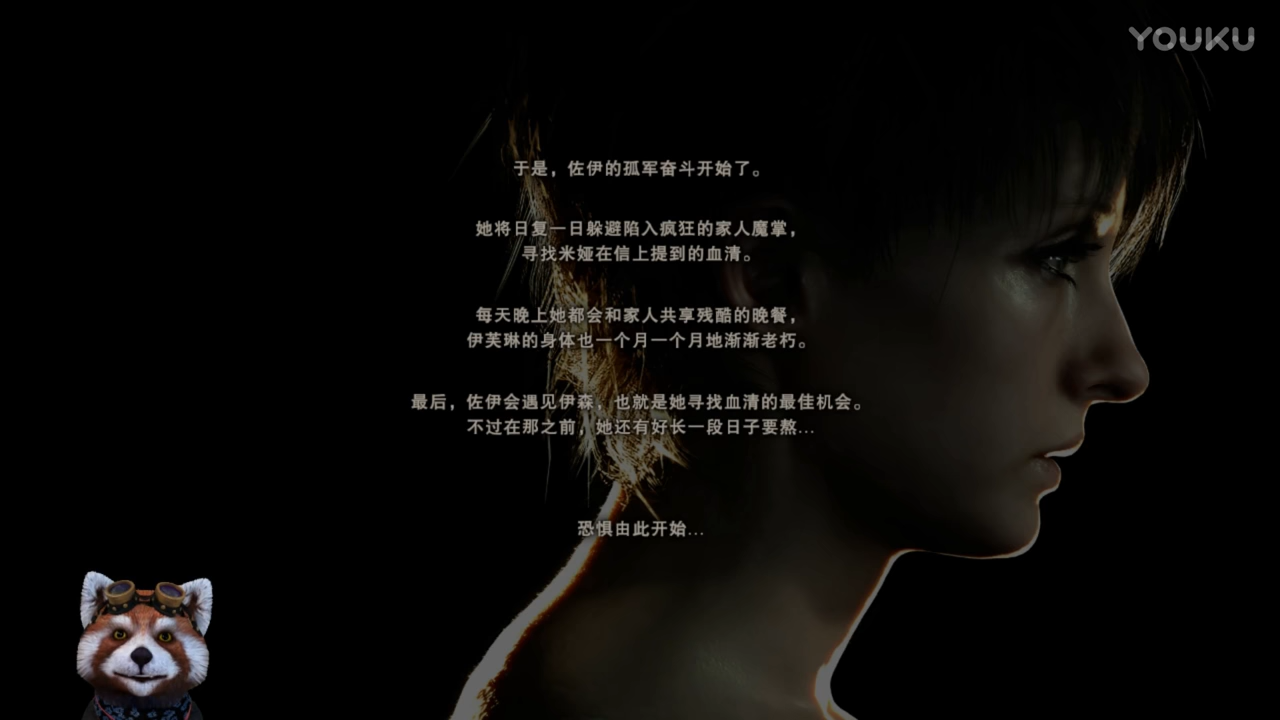 YOUKU
于是，佐伊的孤军奋斗开始了。
她将日复一日躲避陷入疯狂的家人魔掌，
寻找米娅在信上提到的血清。
每天晚上她都会和家人共享残酷的晚餐，
伊芙琳的身体也一个月一个月地渐渐老朽。
最后，佐伊会遇见伊森，也就是她寻找血清的最佳机会。
不过在那之前，她还有好长一段日子要熬...
恐惧由此开始...